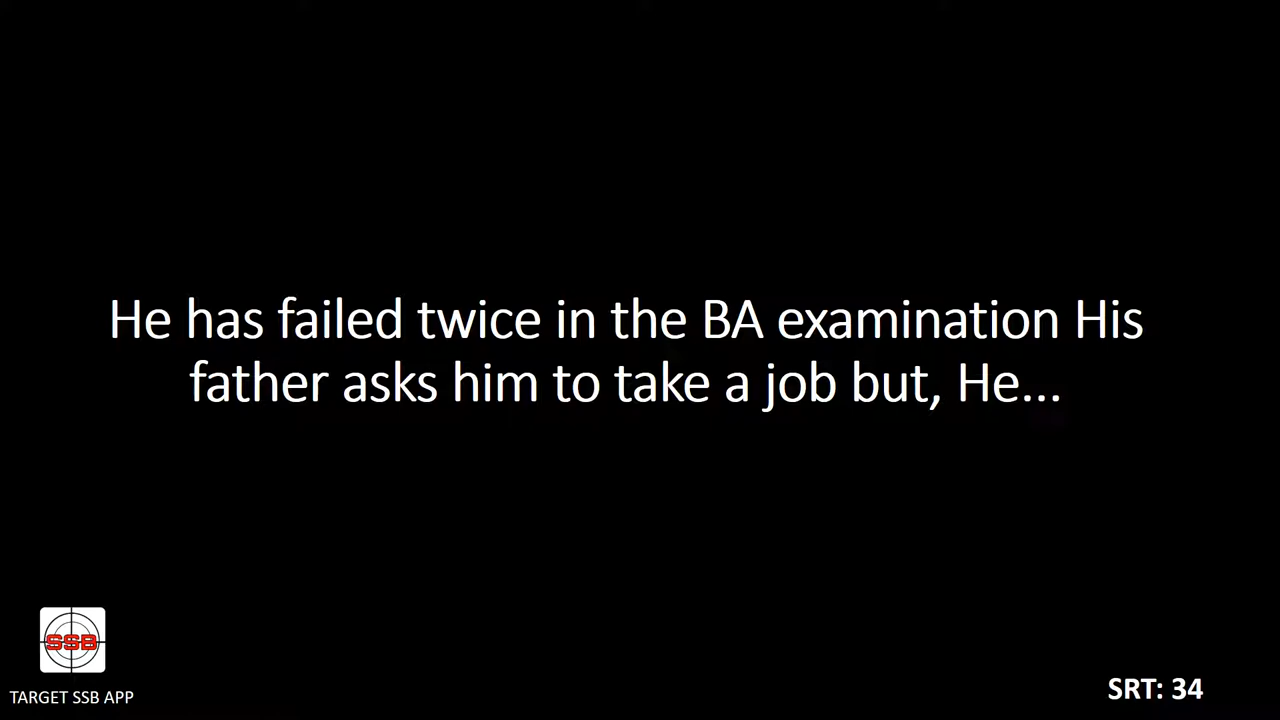 He has failed twice in the BA examination His
father asks him to take a job but, He...
SSB
TARGET SSB APP
SRT: 34